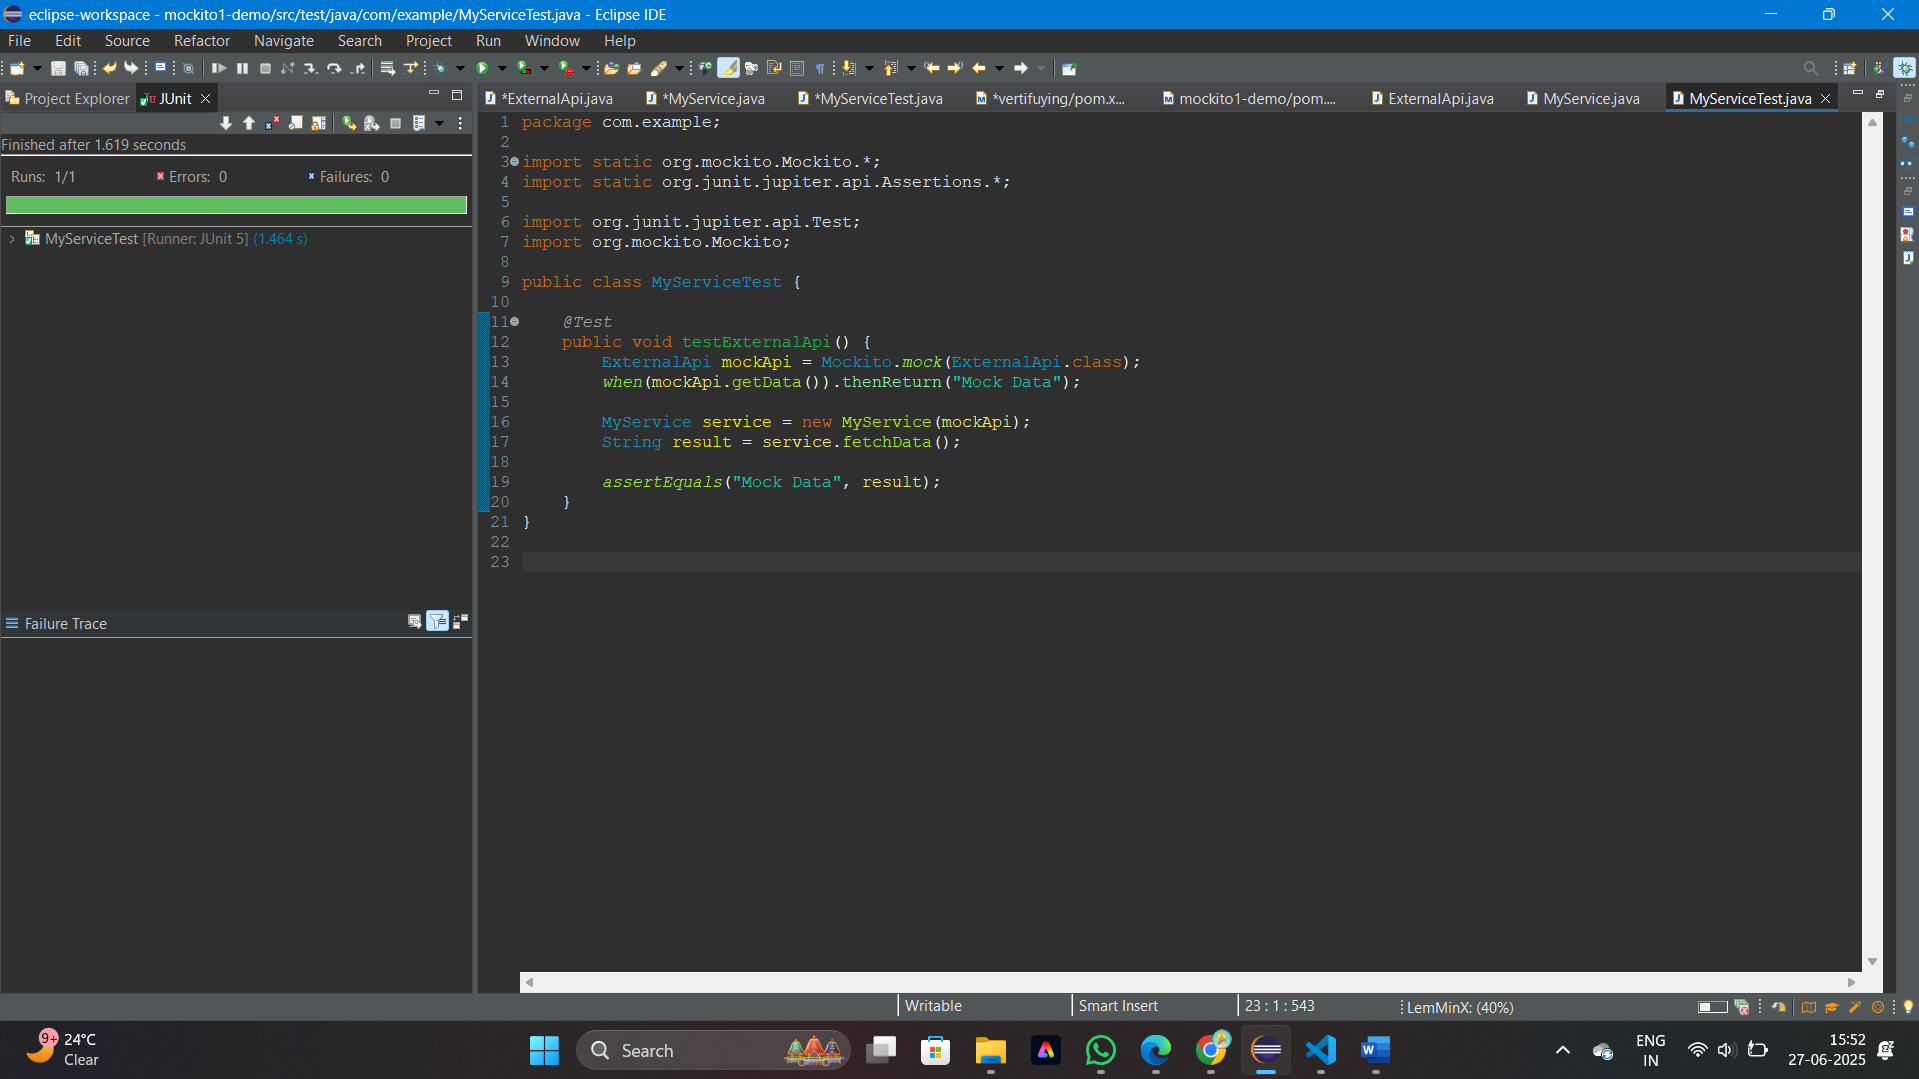 eclipse-workspace - mockito1-demo/src/test/java/com/example/MyServiceTest.java - Eclipse IDE
File Edit Source Refactor Navigate Search Project Run Window Help
Project Explorer JUnit
*ExternalApi.java *MyService.java *MyServiceTest.java *vertifuying/pom.x... mockito1-demo/pom.... ExternalApi.java MyService.java MyServiceTest.java
Finished after 1.619 seconds
Runs: 1/1 Errors: 0 Failures: 0
MyServiceTest [Runner: JUnit 5] (1.464 s)
Failure Trace
1 package com.example;
2
3 import static org.mockito.Mockito.*;
4 import static org.junit.jupiter.api.Assertions.*;
5
6 import org.junit.jupiter.api.Test;
7 import org.mockito.Mockito;
8
9 public class MyServiceTest {
10
11 @Test
12 public void testExternalApi() {
13 ExternalApi mockApi = Mockito.mock(ExternalApi.class);
14 when(mockApi.getData()).thenReturn("Mock Data");
15
16 MyService service = new MyService(mockApi);
17 String result = service.fetchData();
18
19 assertEquals("Mock Data", result);
20 }
21 }
22
23
Writable Smart Insert 23 : 1 : 543 LemMinX: (40%)
9+ 24°C
Clear
Search
ENG
IN
15:52
27-06-2025